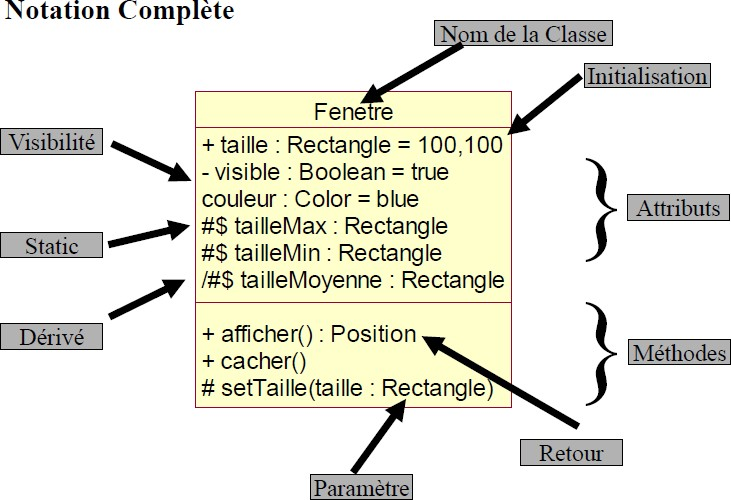 Notation Complète
Nom de la Classe
Initialisation
Fenetre
Visibilité
+ taille : Rectangle = 100,100
- visible : Boolean = true
couleur : Color = blue
#$ tailleMax : Rectangle
#$ tailleMin : Rectangle
/#$ tailleMoyenne : Rectangle
Attributs
Static
Dérivé
+ afficher() : Position
+ cacher()
# setTaille(taille : Rectangle)
Méthodes
Retour
Paramètre